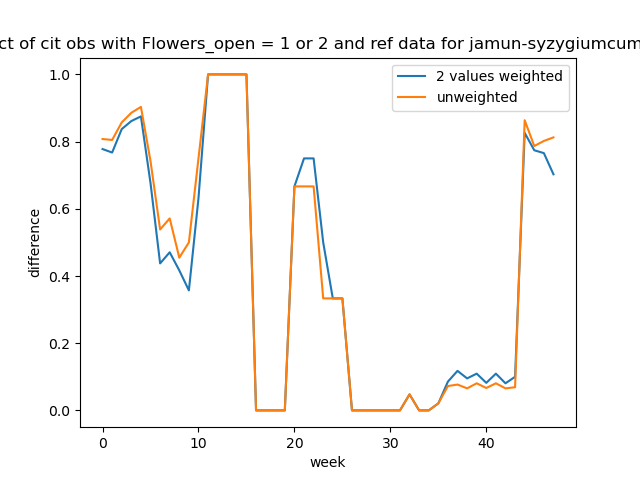 ct of cit obs with Flowers_open = 1 or 2 and ref data for jamun-syzygiumcum
2 values weighted
unweighted
difference
1.0
0.8
0.6
0.4
0.2
0.0
0 10 20 30 40
week